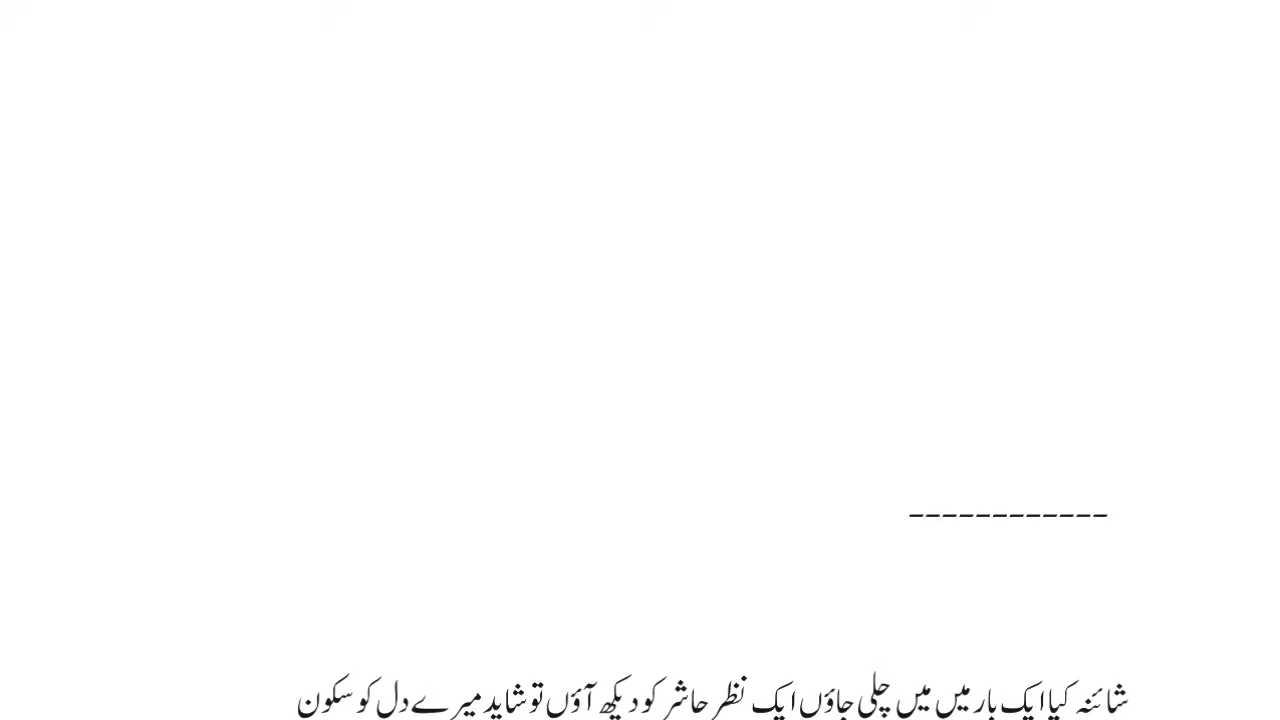 ------------
شائنہ کیا ایک بار میں میں چلی جاؤں ایک نظر حاشر کو دیکھ آؤں تو شاید میرے دل کو سکون